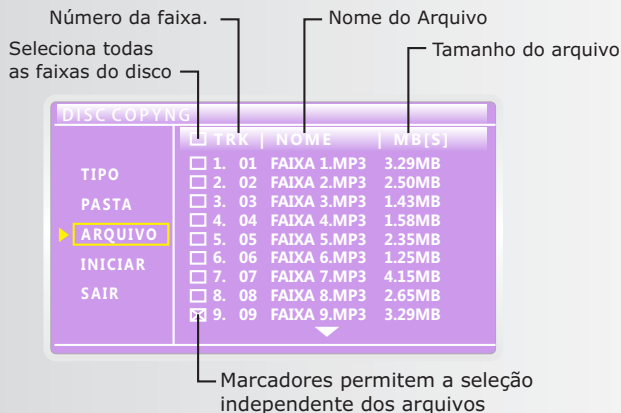 Número da faixa.
Nome do Arquivo
Seleciona todas
as faixas do disco
Tamanho do arquivo
DISC COPYNG
TRK | NOME | MB[S]
TIPO
PASTA
ARQUIVO
INICIAR
SAIR
1. 01 FAIXA 1.MP3 3.29MB
2. 02 FAIXA 2.MP3 2.50MB
3. 03 FAIXA 3.MP3 1.43MB
4. 04 FAIXA 4.MP3 1.58MB
5. 05 FAIXA 5.MP3 2.35MB
6. 06 FAIXA 6.MP3 1.25MB
7. 07 FAIXA 7.MP3 4.15MB
8. 08 FAIXA 8.MP3 2.65MB
9. 09 FAIXA 9.MP3 3.29MB
Marcadores permitem a seleção
independente dos arquivos